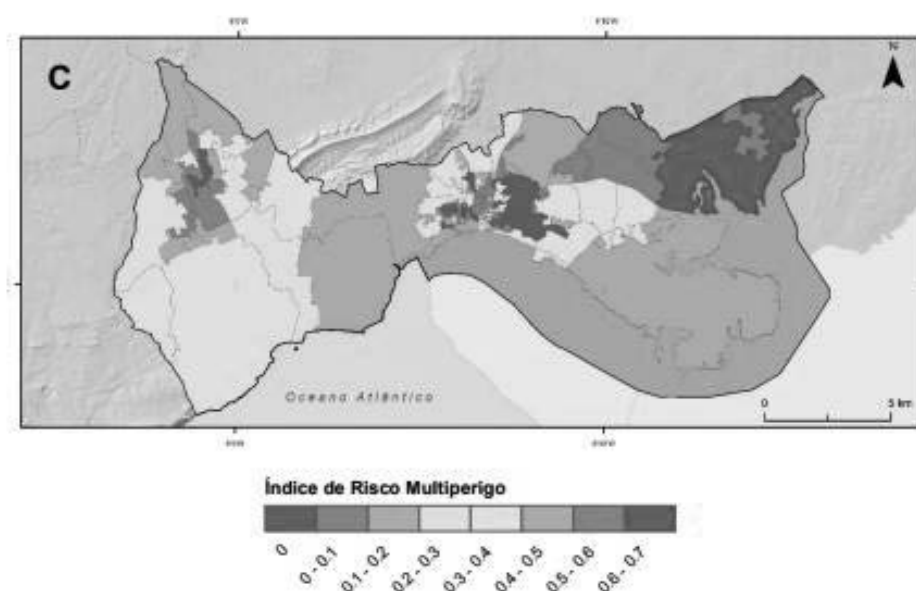 C
N
Oceano Atlântico
0 5 km
Índice de Risco Multiperigo
0
0 - 0.1
0.1 - 0.2
0.2 - 0.3
0.3 - 0.4
0.4 - 0.5
0.5 - 0.6
0.6 - 0.7